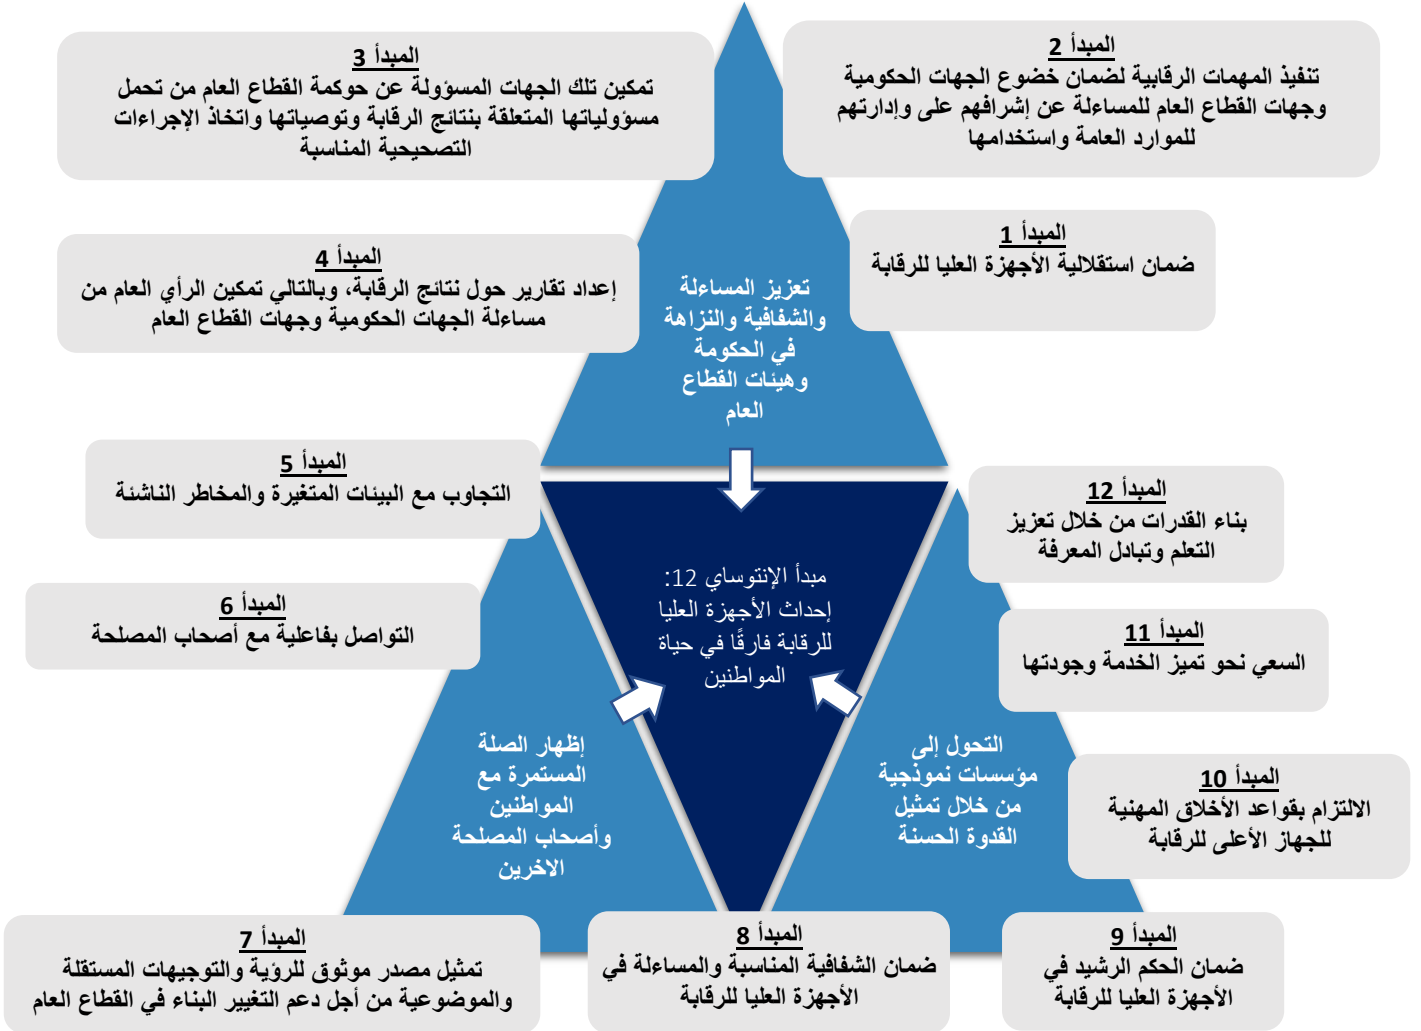 المبدأ 2
تنفيذ المهمات الرقابية لضمان خضوع الجهات الحكومية
وجهات القطاع العام للمساءلة عن إشرافهم على وإدارتهم
للموارد العامة واستخدامها
المبدأ 3
تمكين تلك الجهات المسؤولة عن حوكمة القطاع العام من تحمل
مسؤولياتها المتعلقة بنتائج الرقابة وتوصياتها واتخاذ الإجراءات
التصحيحية المناسبة
المبدأ 1
ضمان استقلالية الأجهزة العليا للرقابة
المبدأ 4
إعداد تقارير حول نتائج الرقابة، وبالتالي تمكين الرأي العام من
مساءلة الجهات الحكومية وجهات القطاع العام
تعزيز المساءلة
والشفافية والنزاهة
في الحكومة
وهيئات القطاع
العام
المبدأ 5
التجاوب مع البيئات المتغيرة والمخاطر الناشئة
المبدأ 12
بناء القدرات من خلال تعزيز
التعلم وتبادل المعرفة
مبدأ الإنتوساي 12:
إحداث الأجهزة العليا
للرقابة فارقًا في حياة
المواطنين
المبدأ 6
التواصل بفاعلية مع أصحاب المصلحة
المبدأ 11
السعي نحو تميز الخدمة وجودتها
التحول إلى
مؤسسات نموذجية
من خلال تمثيل
القدوة الحسنة
إظهار الصلة
المستمرة مع
المواطنين
وأصحاب المصلحة
الاخرين
المبدأ 10
الالتزام بقواعد الأخلاق المهنية
للجهاز الأعلى للرقابة
المبدأ 9
ضمان الحكم الرشيد في
الأجهزة العليا للرقابة
المبدأ 8
ضمان الشفافية المناسبة والمساءلة في
الأجهزة العليا للرقابة
المبدأ 7
تمثيل مصدر موثوق للرؤية والتوجيهات المستقلة
والموضوعية من أجل دعم التغيير البناء في القطاع العام